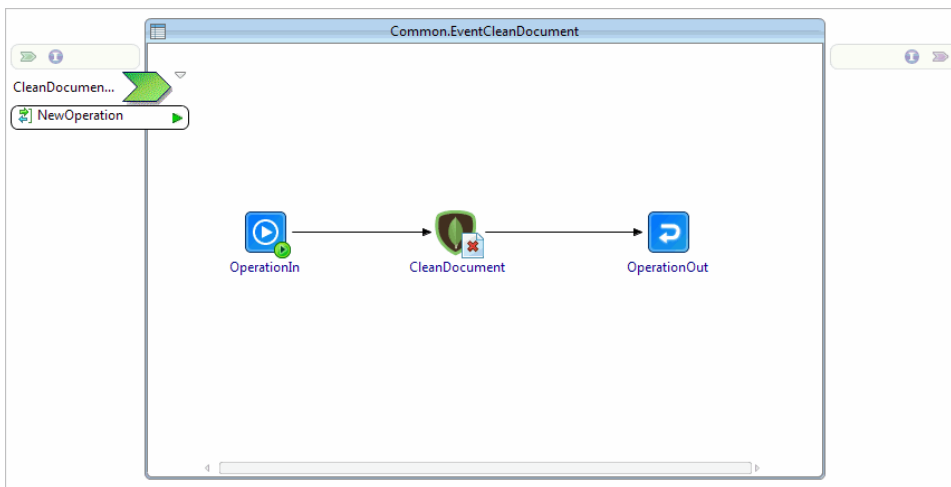 Common.EventCleanDocument
CleanDocumen...
NewOperation
OperationIn
CleanDocument
OperationOut